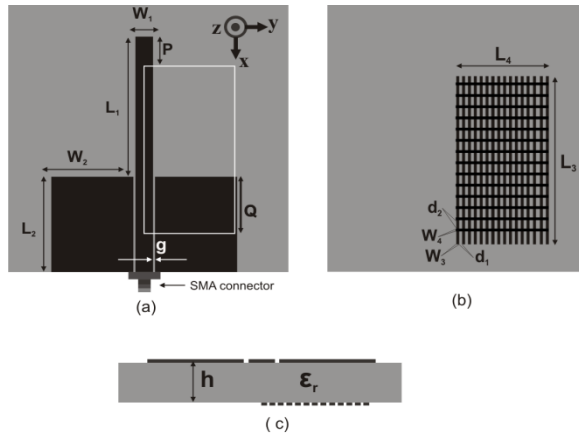 W1
P
z y
x
L1
W2
L2
Q
g
SMA connector
(a)
L4
L3
d2
W4
W3 d1
(b)
h εr
( c)